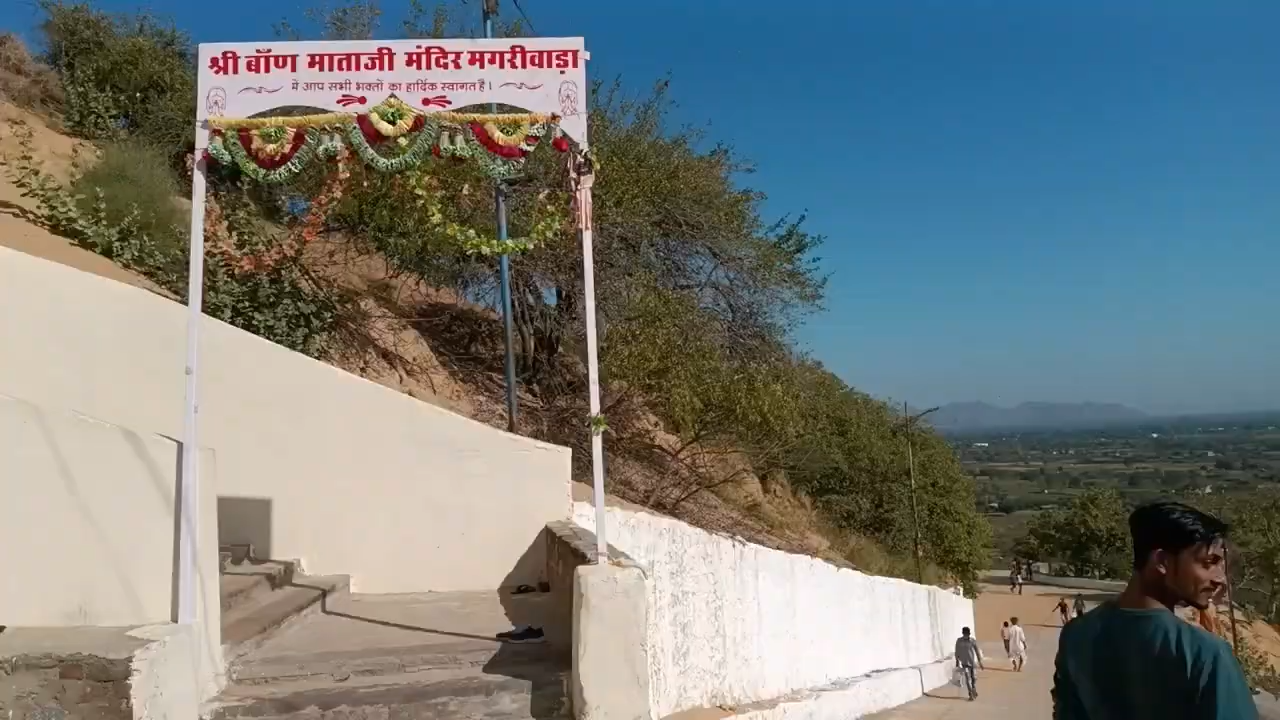 श्री बाँण माताजी मंदिर मगरीवाड़ा
में आप सभी भक्तों का हार्दिक स्वागत है।